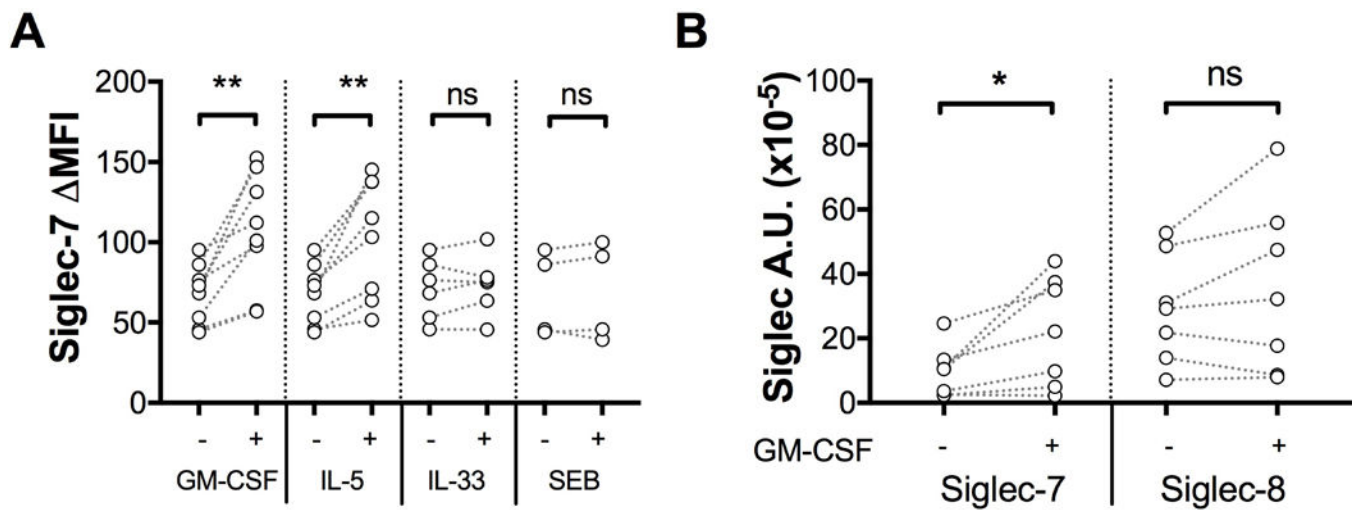 A
Siglec-7 ΔMFI
200
150
100
50
0
** ** ns ns
- + - + - + - +
GM-CSF IL-5 IL-33 SEB
B
Siglec A.U. (x10⁻⁵)
100
80
60
40
20
0
* ns
GM-CSF - + - +
Siglec-7 Siglec-8